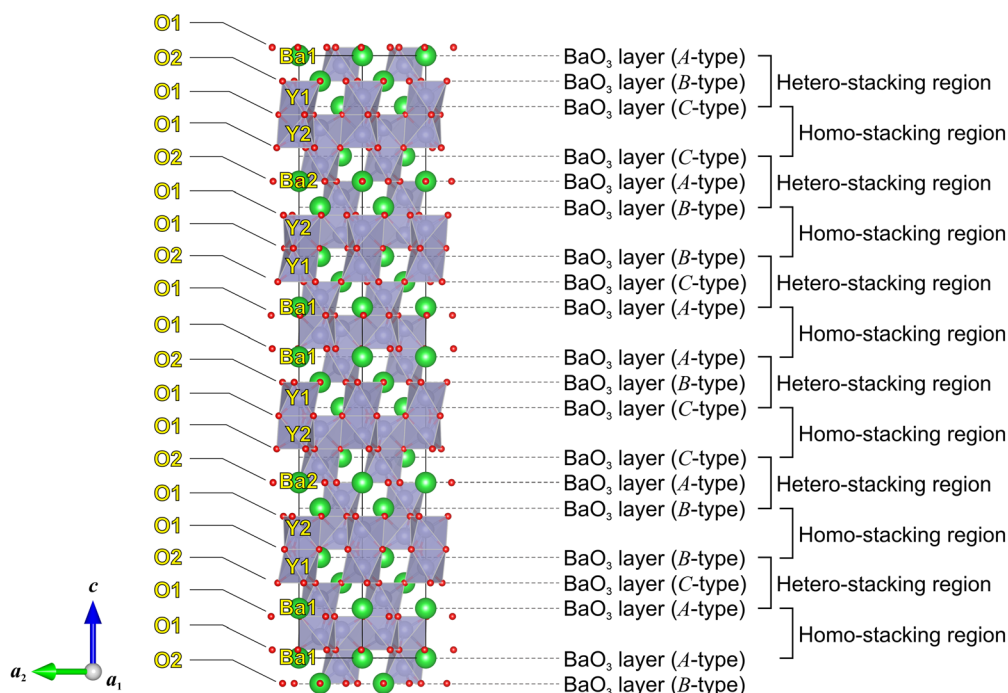 O1
O2
O1
O1
O2
O1
O1
O2
O1
O1
O2
O1
O1
O2
O1
O1
O2
O1
O1
O2
Ba1
Y1
Y2
Ba2
Y2
Y1
Ba1
Ba1
Y1
Y2
Ba2
Y2
Y1
Ba1
Ba1
BaO₃ layer (A-type)
BaO₃ layer (B-type)
BaO₃ layer (C-type)
BaO₃ layer (C-type)
BaO₃ layer (A-type)
BaO₃ layer (B-type)
BaO₃ layer (B-type)
BaO₃ layer (C-type)
BaO₃ layer (A-type)
BaO₃ layer (A-type)
BaO₃ layer (B-type)
BaO₃ layer (C-type)
BaO₃ layer (C-type)
BaO₃ layer (A-type)
BaO₃ layer (B-type)
BaO₃ layer (B-type)
BaO₃ layer (C-type)
BaO₃ layer (A-type)
BaO₃ layer (A-type)
BaO₃ layer (B-type)
Hetero-stacking region
Homo-stacking region
Hetero-stacking region
Homo-stacking region
Hetero-stacking region
Homo-stacking region
Hetero-stacking region
Homo-stacking region
Hetero-stacking region
Homo-stacking region
Hetero-stacking region
Homo-stacking region
c
a₂
a₁